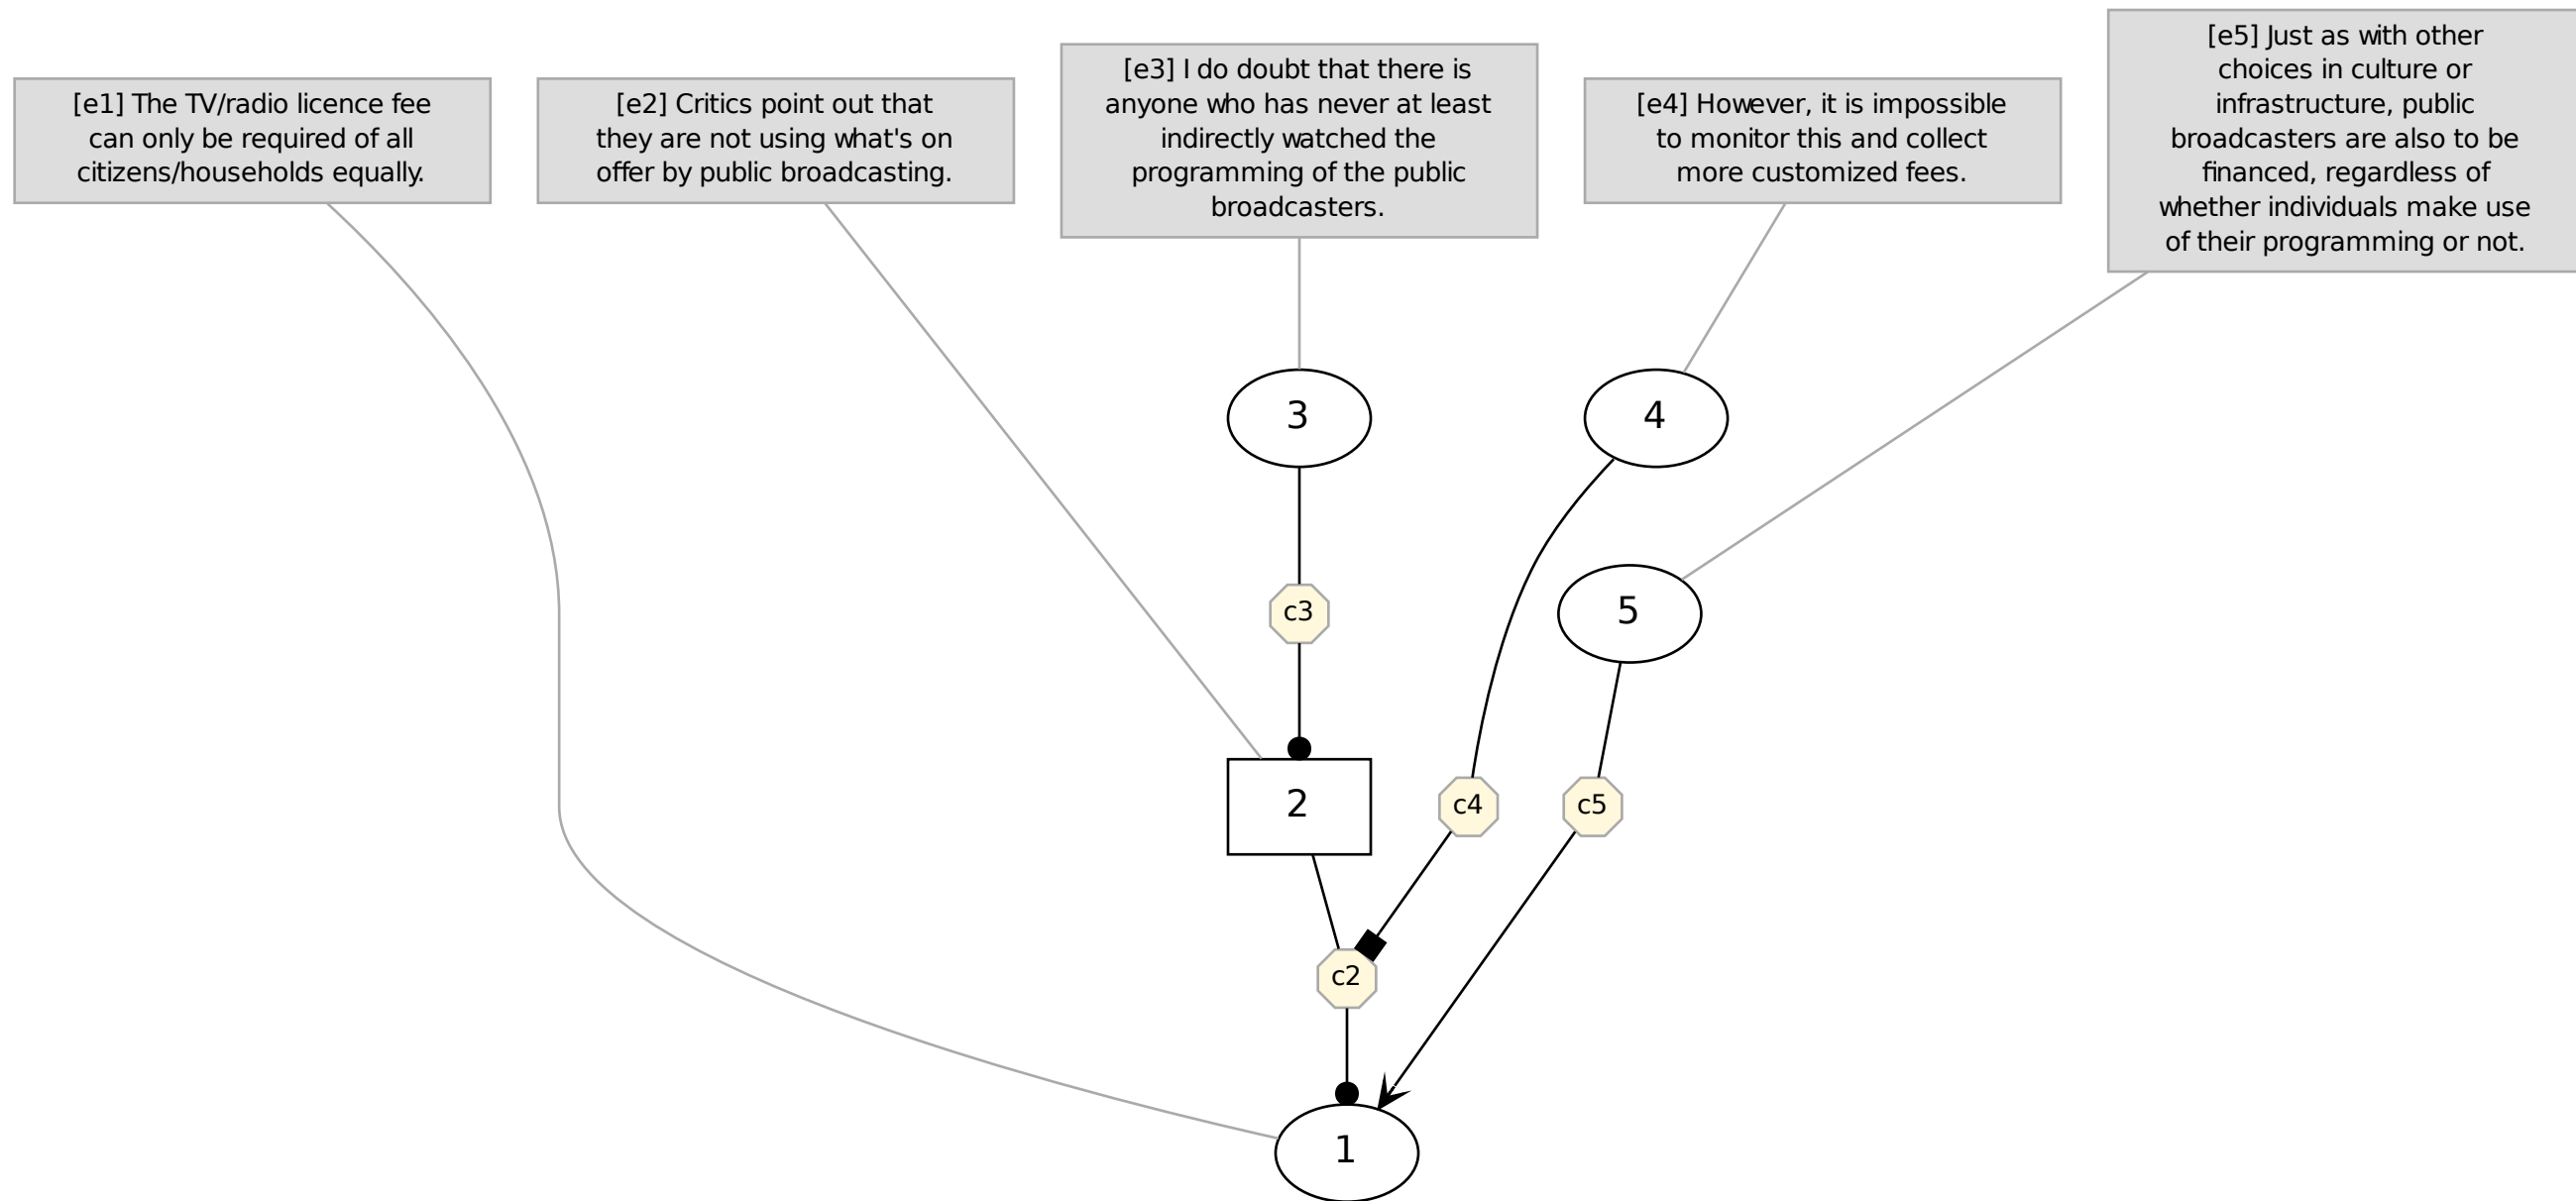 [e1] The TV/radio licence fee
can only be required of all
citizens/households equally.
[e2] Critics point out that
they are not using what's on
offer by public broadcasting.
[e3] I do doubt that there is
anyone who has never at least
indirectly watched the
programming of the public
broadcasters.
[e4] However, it is impossible
to monitor this and collect
more customized fees.
[e5] Just as with other
choices in culture or
infrastructure, public
broadcasters are also to be
financed, regardless of
whether individuals make use
of their programming or not.
3
4
c3
5
2
c4
c5
c2
1